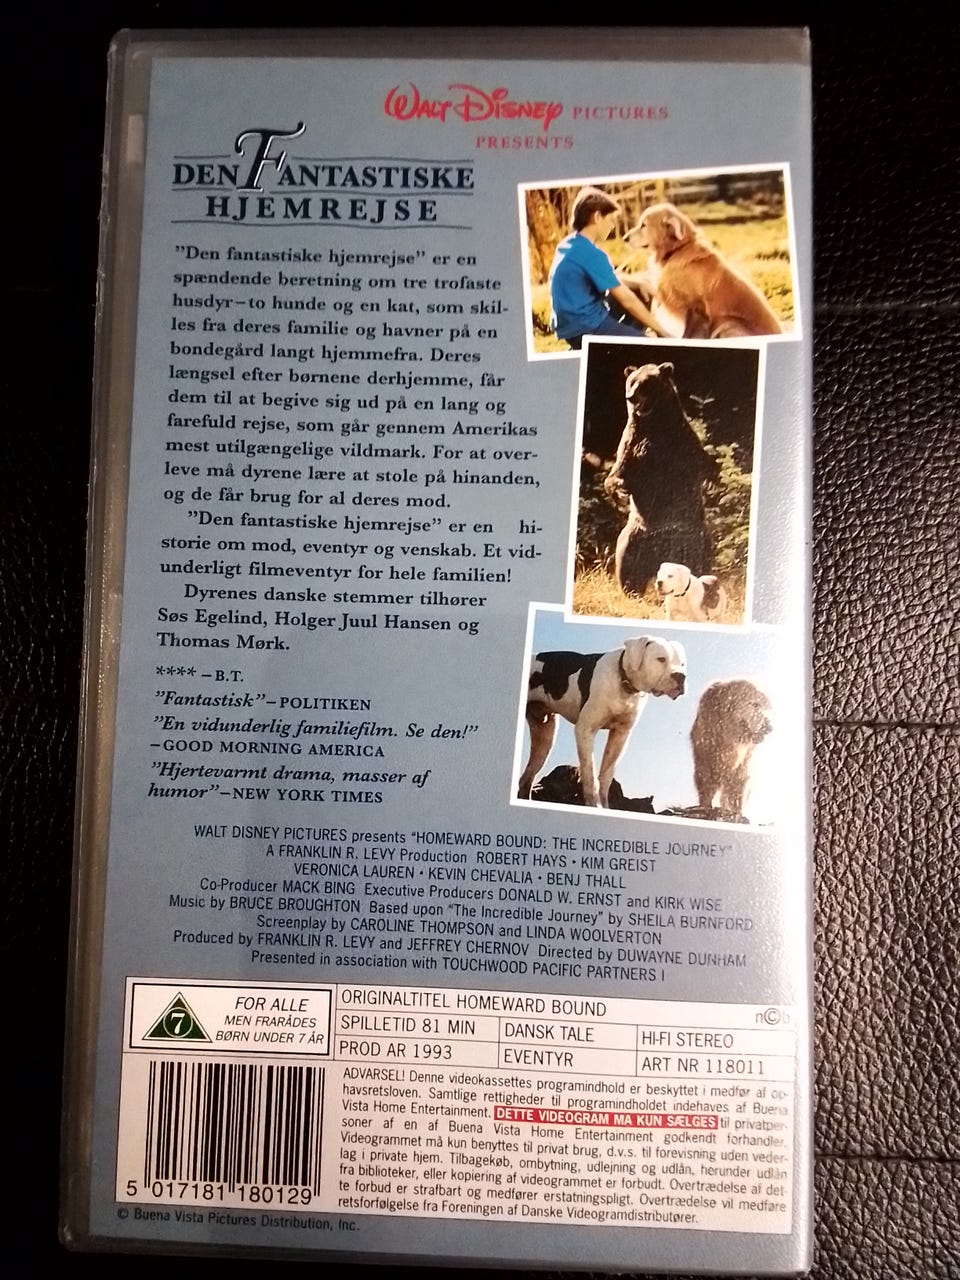 WALT DISNEY PICTURES
PRESENTS
DEN FANTASTISKE
HJEMREJSE
”Den fantastiske hjemrejse” er en
spændende beretning om tre trofaste
husdyr–to hunde og en kat, som skil-
les fra deres familie og havner på en
bondegård langt hjemmefra. Deres
længsel efter børnene derhjemme, får
dem til at begive sig ud på en lang og
farefuld rejse, som går gennem Amerikas
mest utilgængelige vildmark. For at over-
leve må dyrene lære at stole på hinanden,
og de får brug for al deres mod.
”Den fantastiske hjemrejse” er en hi-
storie om mod, eventyr og venskab. Et vid-
underligt filmeventyr for hele familien!
Dyrenes danske stemmer tilhører
Søs Egelind, Holger Juul Hansen og
Thomas Mørk.
**** – B.T.
”Fantastisk”–POLITIKEN
”En vidunderlig familiefilm. Se den!”
–GOOD MORNING AMERICA
”Hjertevarmt drama, masser af
humor”–NEW YORK TIMES
WALT DISNEY PICTURES presents "HOMEWARD BOUND: THE INCREDIBLE JOURNEY"
A FRANKLIN R. LEVY Production ROBERT HAYS • KIM GREIST
VERONICA LAUREN • KEVIN CHEVALIA • BENJ THALL
Co-Producer MACK BING Executive Producers DONALD W. ERNST and KIRK WISE
Music by BRUCE BROUGHTON Based upon "The Incredible Journey" by SHEILA BURNFORD
Screenplay by CAROLINE THOMPSON and LINDA WOOLVERTON
Produced by FRANKLIN R. LEVY and JEFFREY CHERNOV Directed by DUWAYNE DUNHAM
Presented in association with TOUCHWOOD PACIFIC PARTNERS I
7
FOR ALLE
MEN FRARÅDES
BØRN UNDER 7 ÅR
ORIGINALTITEL HOMEWARD BOUND
n©b
SPILLETID 81 MIN
DANSK TALE
HI-FI STEREO
PROD AR 1993
EVENTYR
ART NR 118011
ADVARSEL! Denne videokassettes programindhold er beskyttet i medfør af op-
havsretsloven. Samtlige rettigheder til programindholdet indehaves af Buena
Vista Home Entertainment. DETTE VIDEOGRAM MA KUN SÆLGES til privatper-
soner af en af Buena Vista Home Entertainment godkendt forhandler.
Videogrammet må kun benyttes til privat brug, d.v.s. til forevisning uden veder-
lag i private hjem. Tilbagekøb, ombytning, udlejning og udlån, herunder udlån
fra biblioteker, eller kopiering af videogrammet er forbudt. Overtrædelse af det-
te forbud er strafbart og medfører erstatningspligt. Overtrædelse vil medføre
retsforfølgelse fra Foreningen af Danske Videogramdistributører.
5 017181 180129
© Buena Vista Pictures Distribution, Inc.